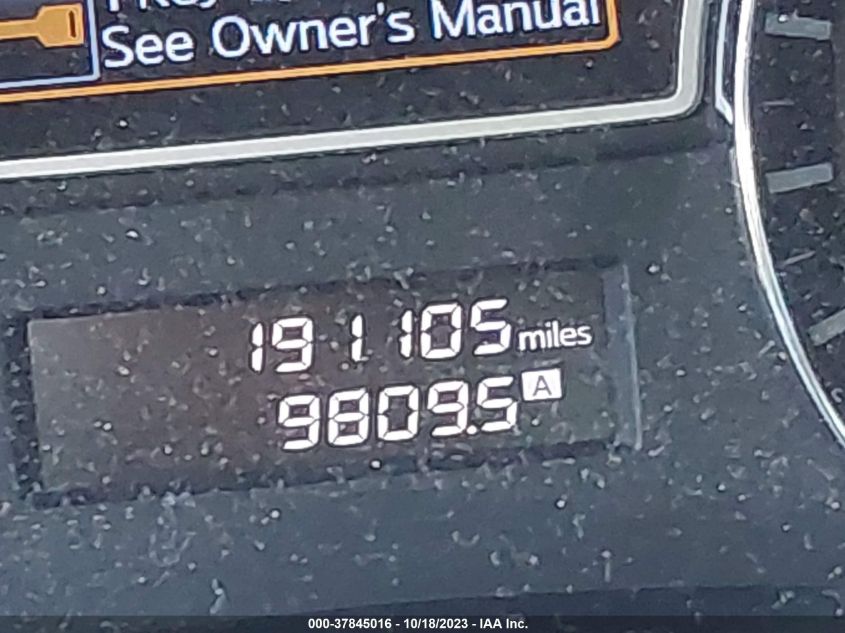 See Owner's Manual
191105 miles
9809.5 A
000-37845016 - 10/18/2023 - IAA Inc.